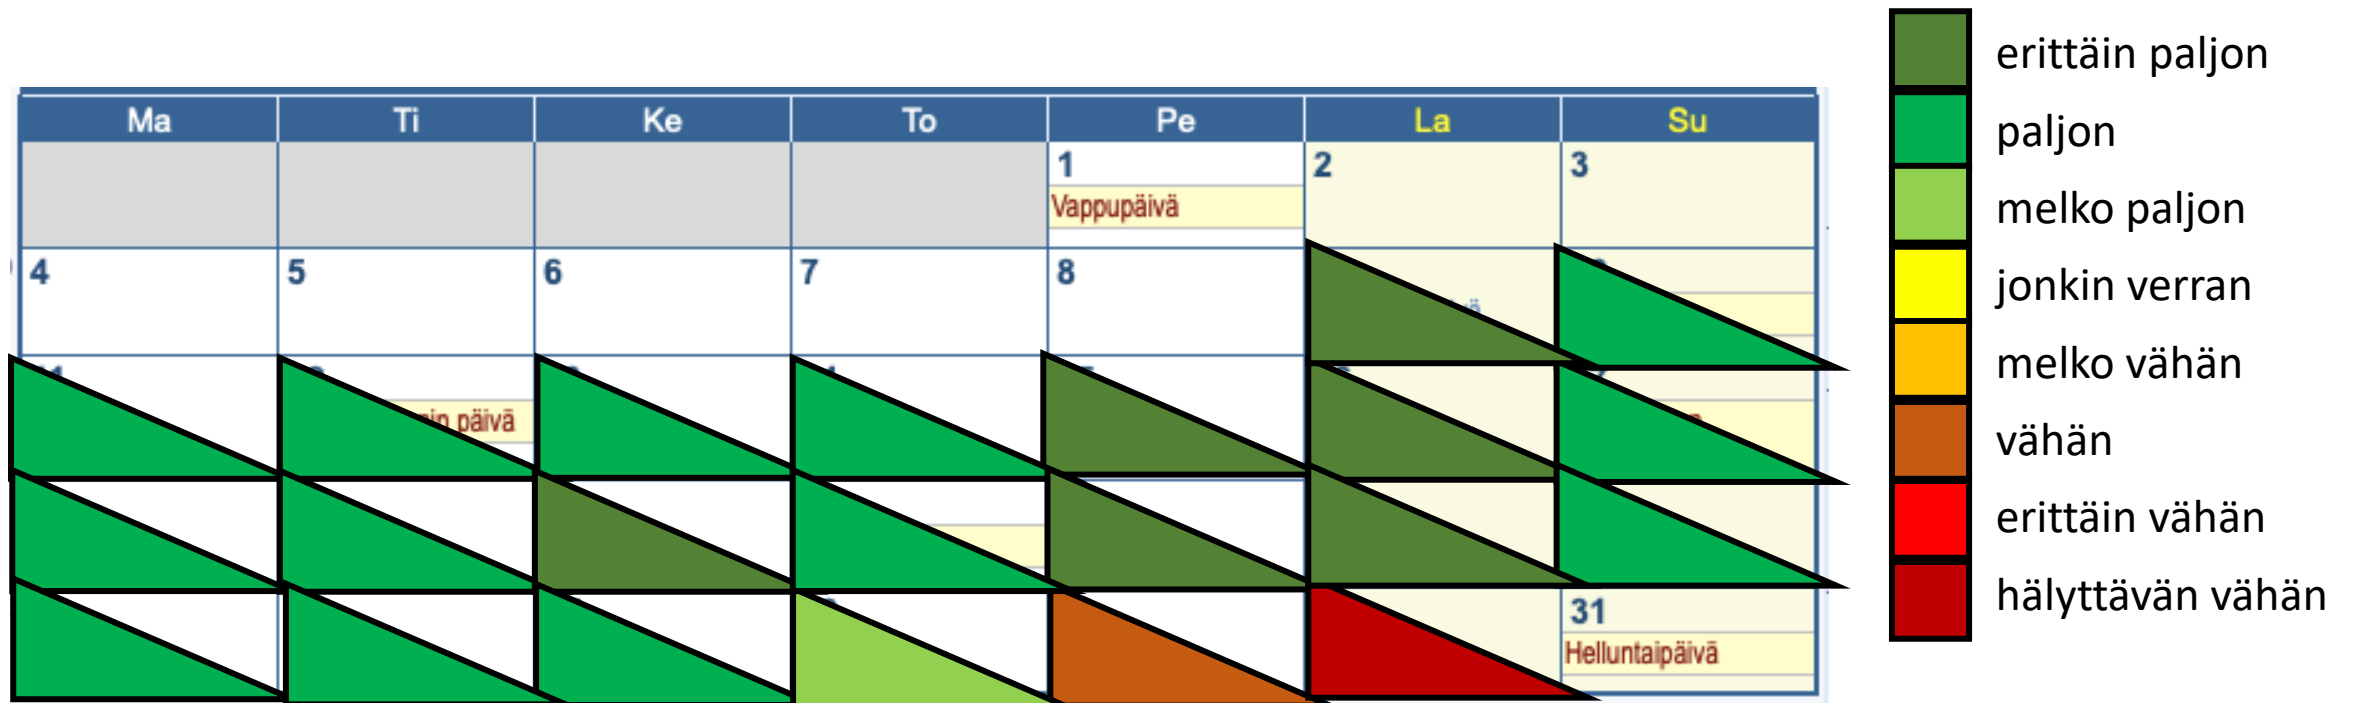 Ma Ti Ke To Pe La Su
1 2 3
Vappupäivä
4 5 6 7 8
päivä
31
Helluntaipäivä
erittäin paljon
paljon
melko paljon
jonkin verran
melko vähän
vähän
erittäin vähän
hälyttävän vähän